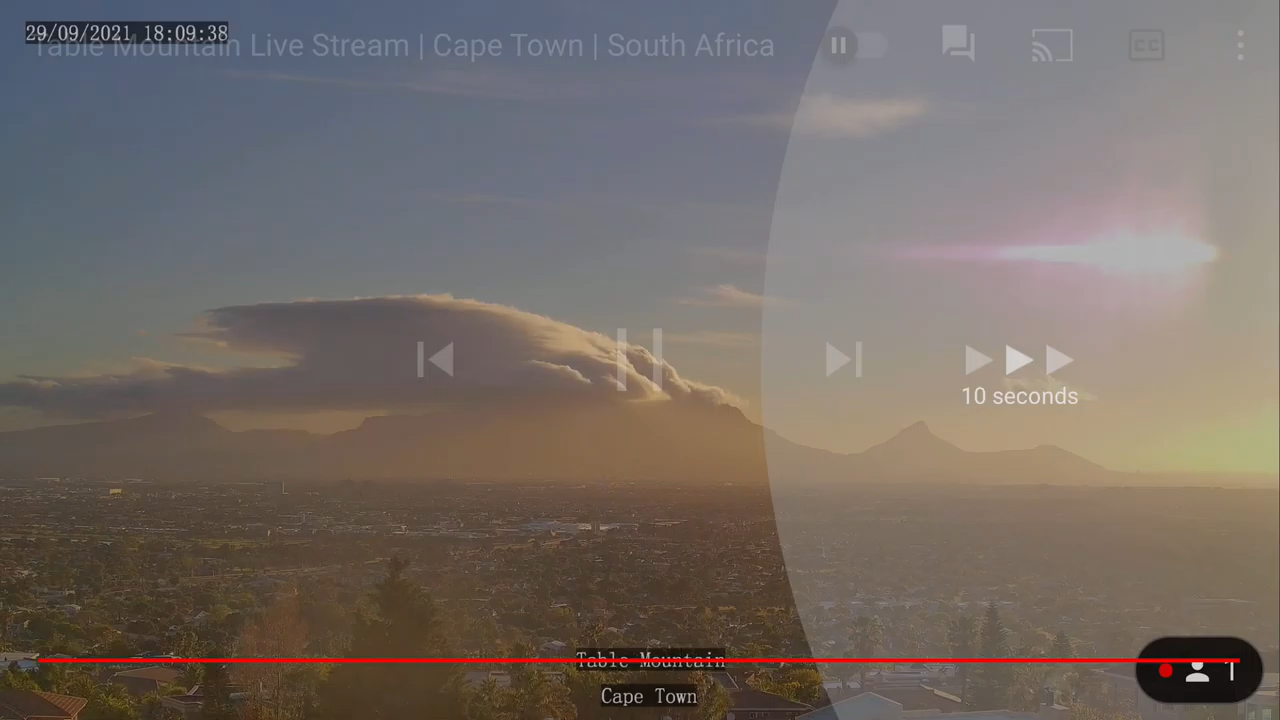 29/09/2021 18:09:38
Table Mountain Live Stream | Cape Town | South Africa
CC
10 seconds
Table Mountain
Cape Town
1